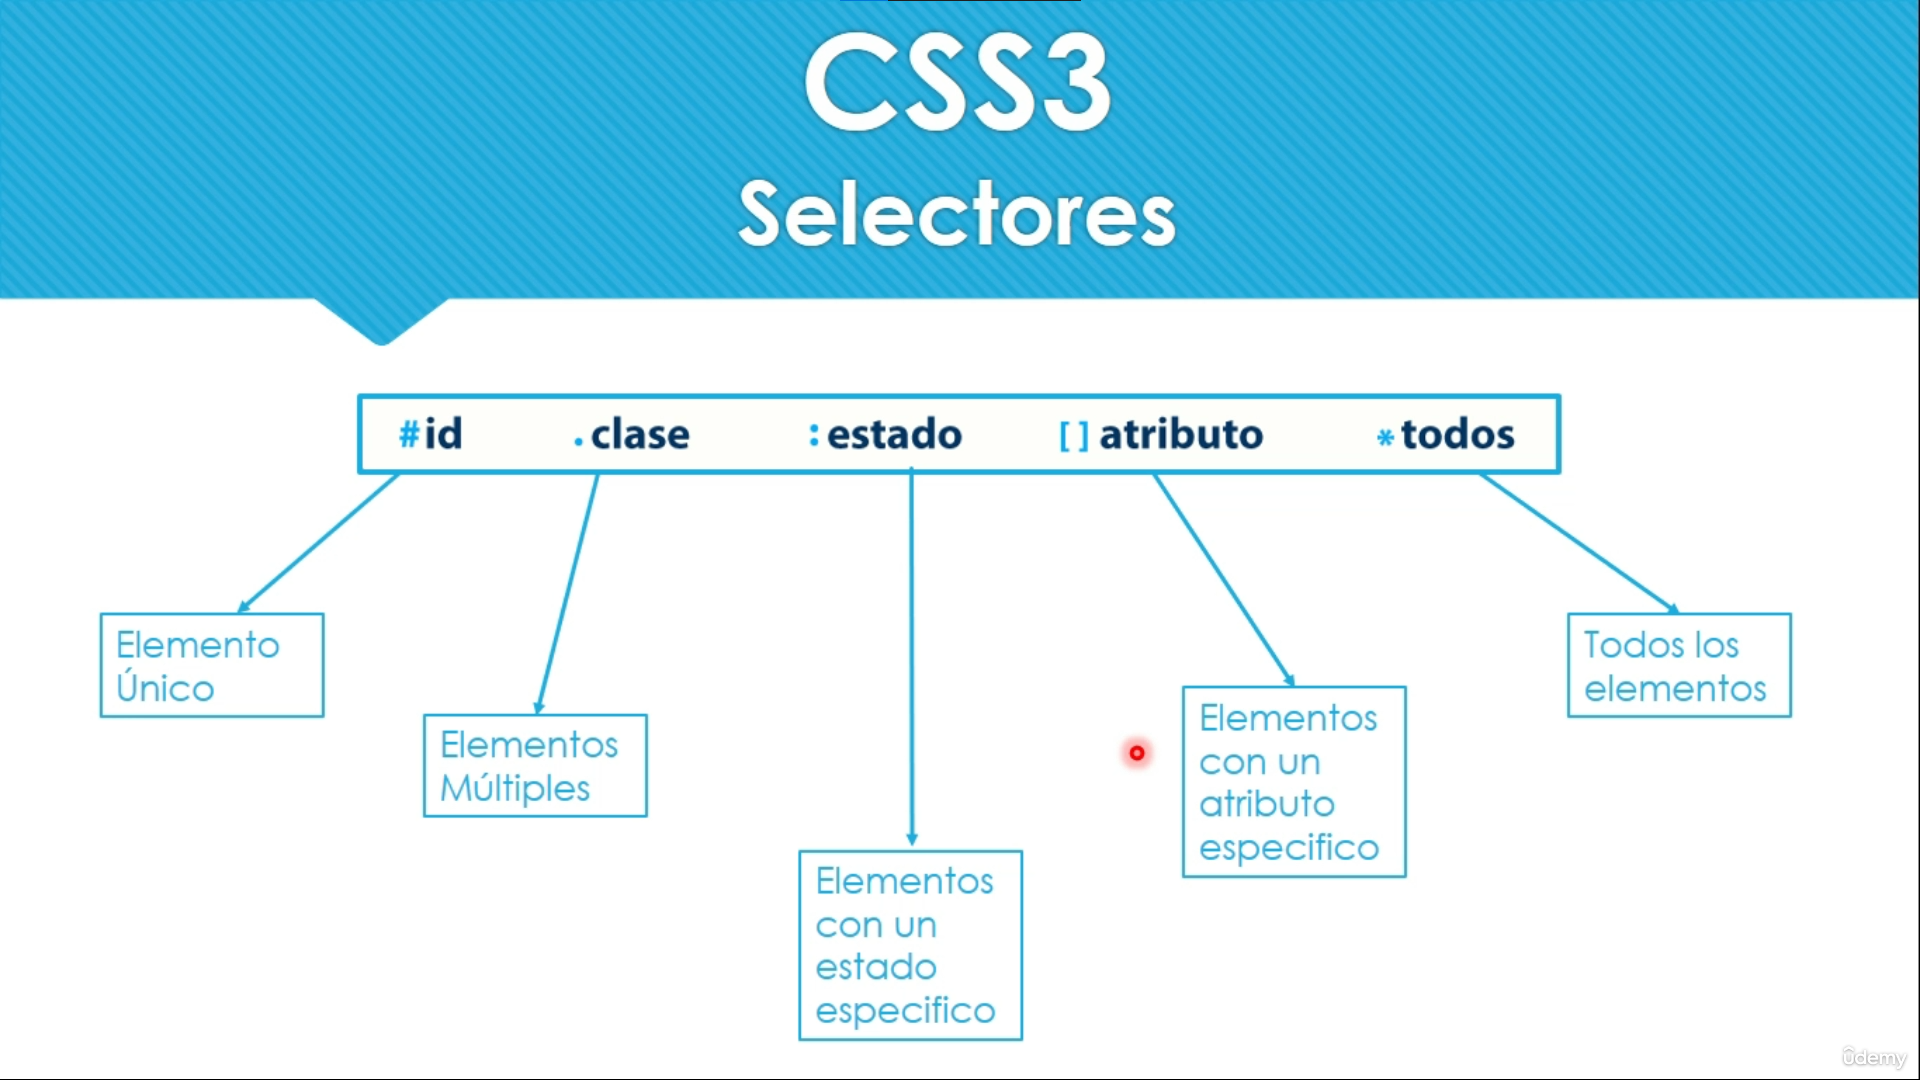 CSS3
Selectores
#id .clase :estado [] atributo *todos
Elemento
Único
Elementos
Múltiples
Elementos
con un
estado
especifico
Elementos
con un
atributo
especifico
Todos los
elementos
ûdemy